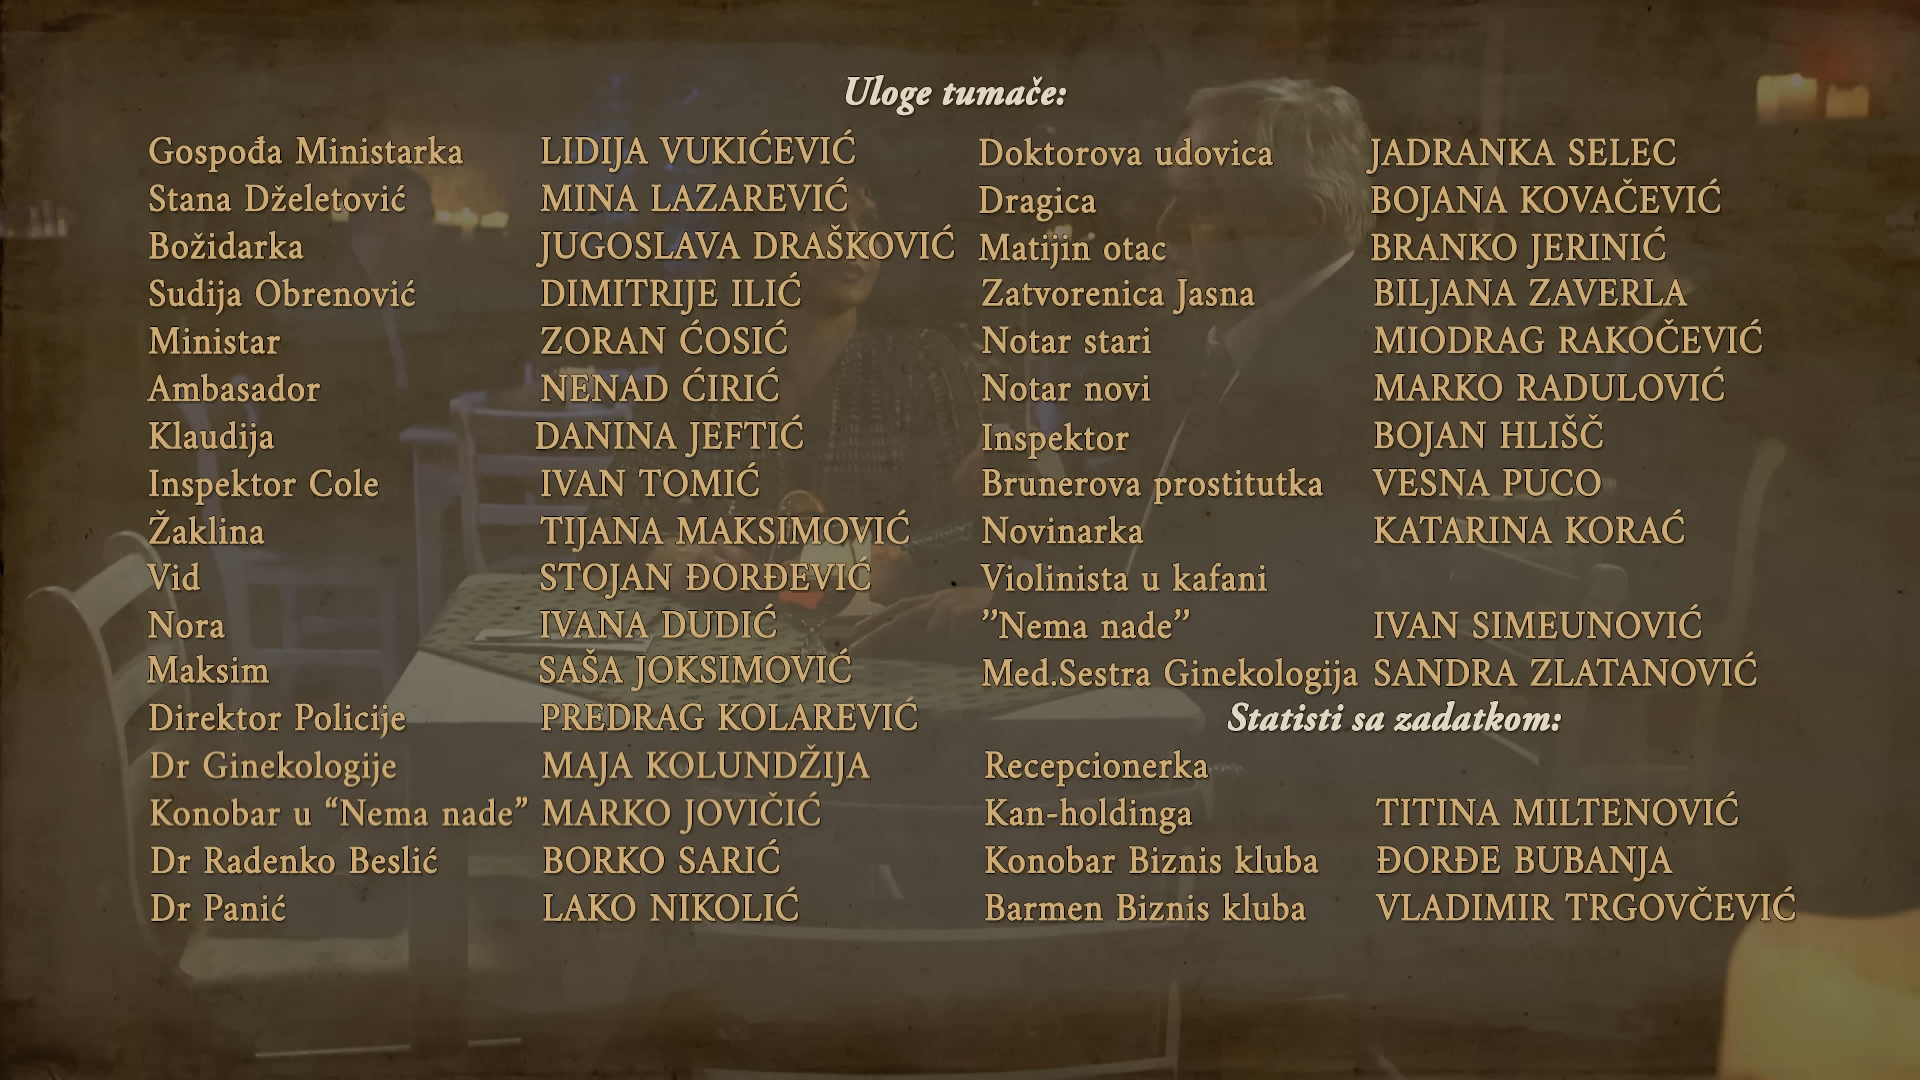 Uloge tumače:
Gospođa Ministarka LIDIJA VUKIĆEVIĆ
Stana Dželetović MINA LAZAREVIĆ
Božidarka JUGOSLAVA DRAŠKOVIĆ
Sudija Obrenović DIMITRIJE ILIĆ
Ministar ZORAN ĆOSIĆ
Ambasador NENAD ĆIRIĆ
Klaudija DANINA JEFTIĆ
Inspektor Cole IVAN TOMIĆ
Žaklina TIJANA MAKSIMOVIĆ
Vid STOJAN ĐORĐEVIĆ
Nora IVANA DUDIĆ
Maksim SAŠA JOKSIMOVIĆ
Direktor Policije PREDRAG KOLAREVIĆ
Dr Ginekologije MAJA KOLUNDŽIJA
Konobar u “Nema nade” MARKO JOVIČIĆ
Dr Radenko Beslić BORKO SARIĆ
Dr Panić LAKO NIKOLIĆ
Doktorova udovica JADRANKA SELEC
Dragica BOJANA KOVAČEVIĆ
Matijin otac BRANKO JERINIĆ
Zatvorenica Jasna BILJANA ZAVERLA
Notar stari MIODRAG RAKOČEVIĆ
Notar novi MARKO RADULOVIĆ
Inspektor BOJAN HLIŠČ
Brunerova prostitutka VESNA PUCO
Novinarka KATARINA KORAĆ
Violinista u kafani
”Nema nade” IVAN SIMEUNOVIĆ
Med.Sestra Ginekologija SANDRA ZLATANOVIĆ
Statisti sa zadatkom:
Recepcionerka
Kan-holdinga TITINA MILTENOVIĆ
Konobar Biznis kluba ĐORĐE BUBANJA
Barmen Biznis kluba VLADIMIR TRGOVČEVIĆ